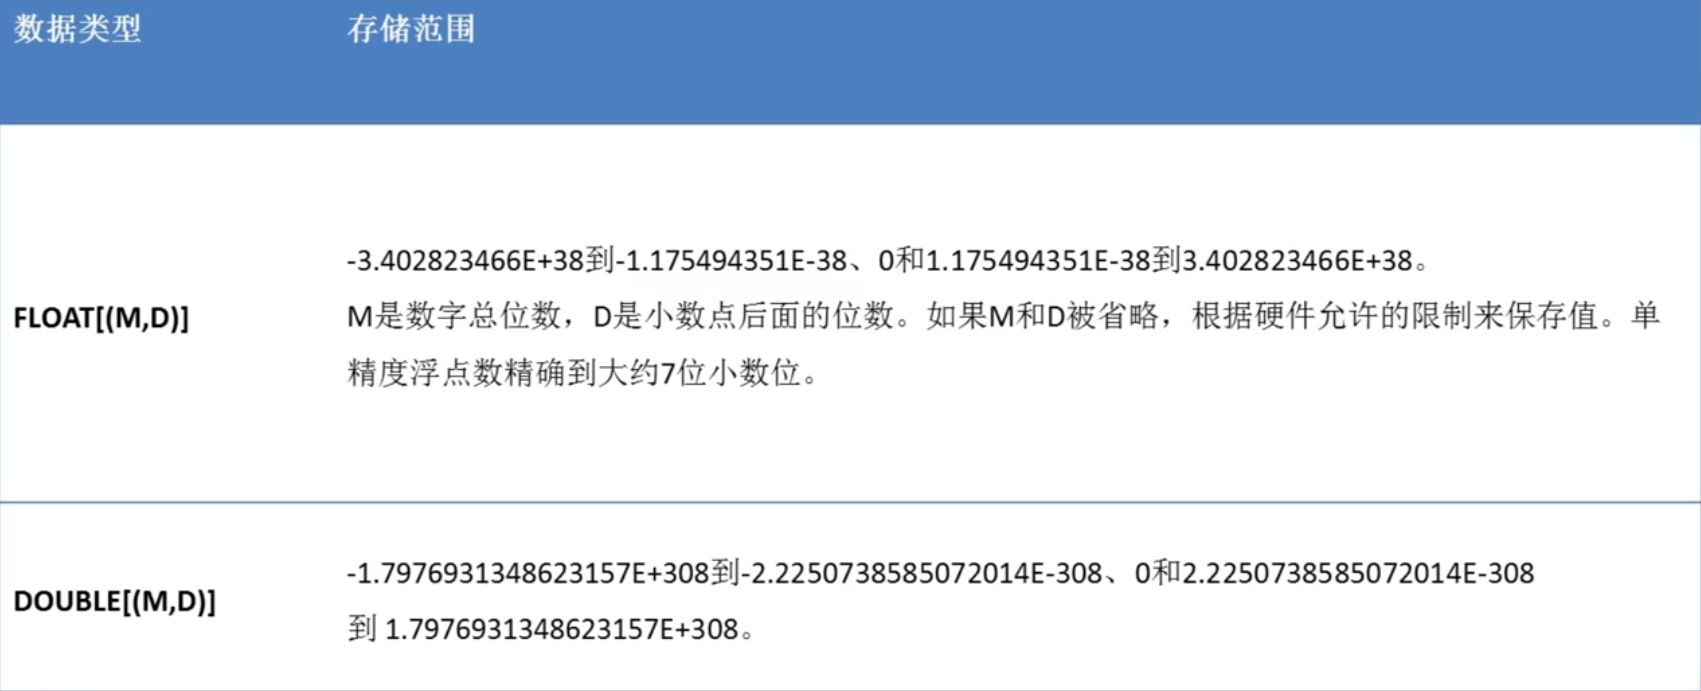 数据类型 存储范围
-3.402823466E+38到-1.175494351E-38、0和1.175494351E-38到3.402823466E+38。
FLOAT[(M,D)] M是数字总位数，D是小数点后面的位数。如果M和D被省略，根据硬件允许的限制来保存值。单
精度浮点数精确到大约7位小数位。
-1.7976931348623157E+308到-2.2250738585072014E-308、0和2.2250738585072014E-308
DOUBLE[(M,D)]
到 1.7976931348623157E+308。